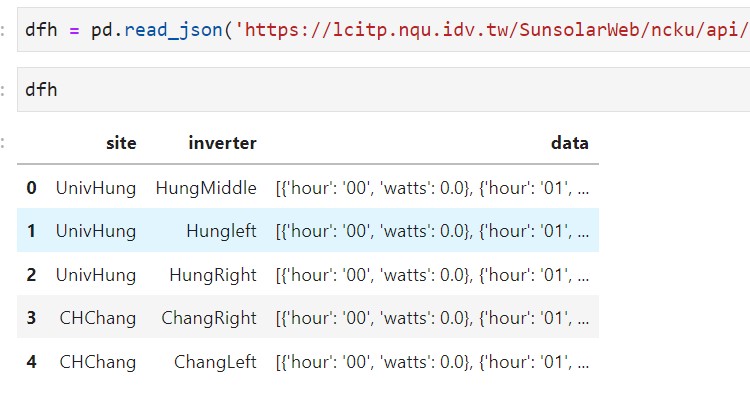 : dfh = pd.read_json('https://lcitp.nqu.idv.tw/SunsolarWeb/ncku/api/
: dfh
:
site inverter data
0 UnivHung HungMiddle [{'hour': '00', 'watts': 0.0}, {'hour': '01', ...
1 UnivHung Hungleft [{'hour': '00', 'watts': 0.0}, {'hour': '01', ...
2 UnivHung HungRight [{'hour': '00', 'watts': 0.0}, {'hour': '01', ...
3 CHChang ChangRight [{'hour': '00', 'watts': 0.0}, {'hour': '01', ...
4 CHChang ChangLeft [{'hour': '00', 'watts': 0.0}, {'hour': '01', ...